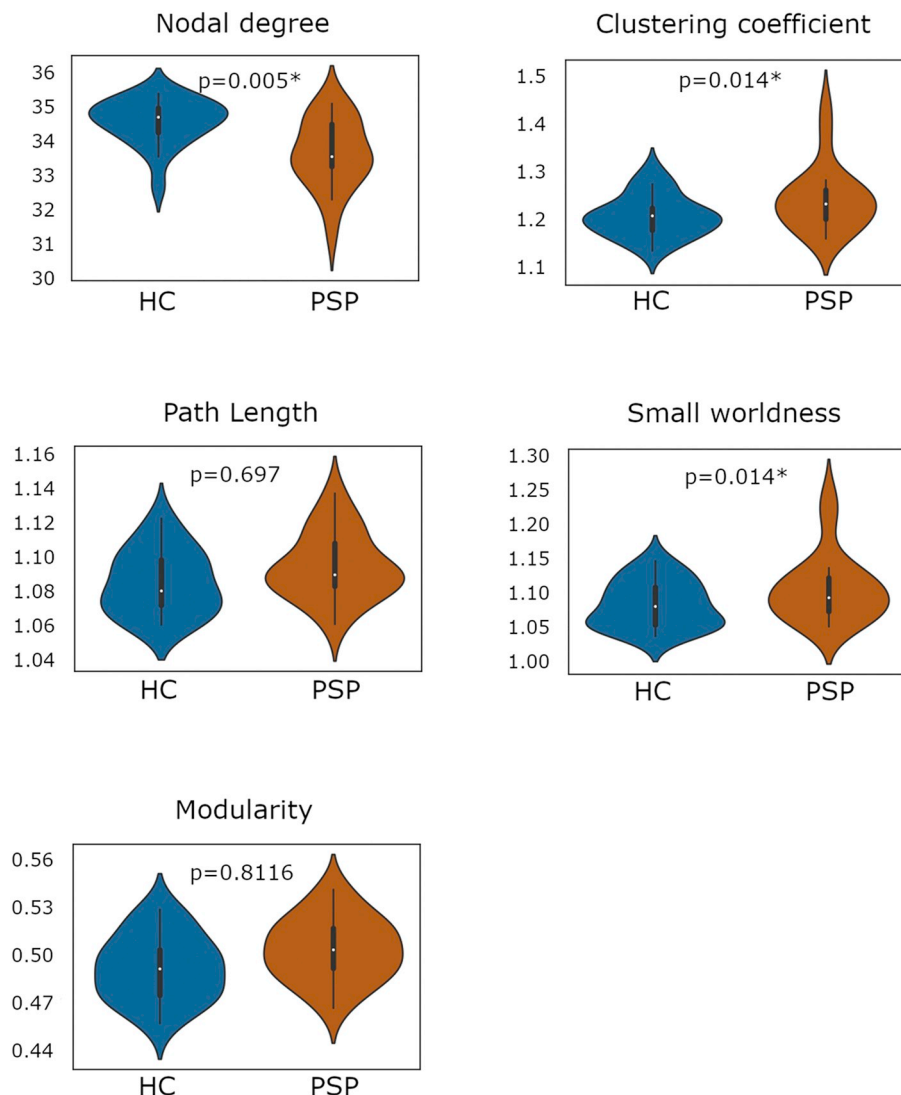 Nodal degree
36
35
34
33
32
31
30
p=0.005*
HC PSP
Clustering coefficient
1.5
1.4
1.3
1.2
1.1
p=0.014*
HC PSP
Path Length
1.16
1.14
1.12
1.10
1.08
1.06
1.04
p=0.697
HC PSP
Small worldness
1.30
1.25
1.20
1.15
1.10
1.05
1.00
p=0.014*
HC PSP
Modularity
0.56
0.53
0.50
0.47
0.44
p=0.8116
HC PSP